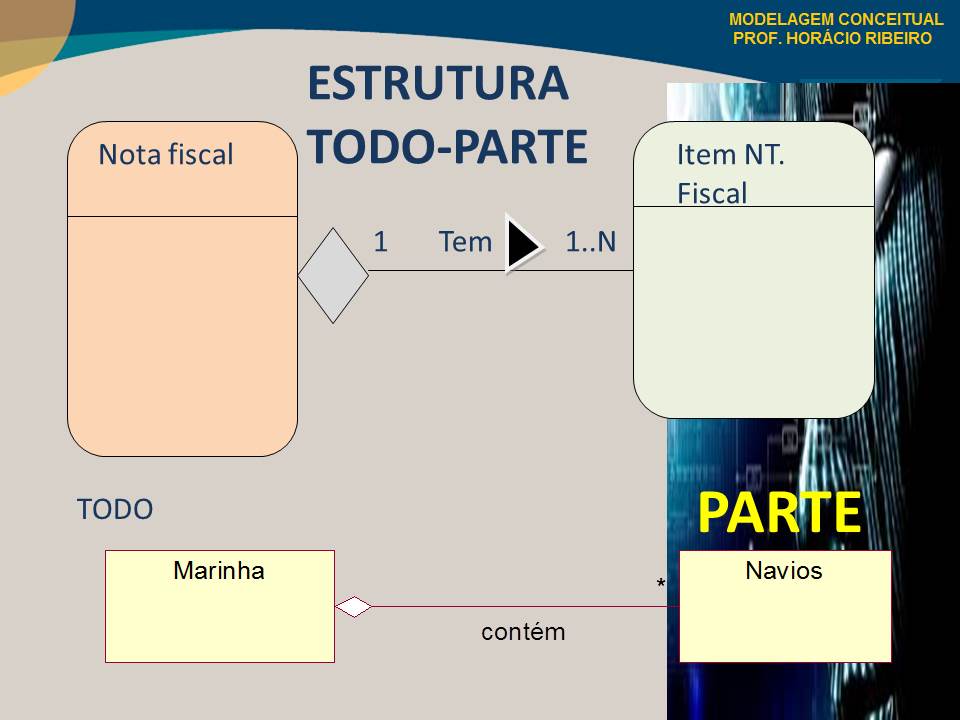 MODELAGEM CONCEITUAL
PROF. HORÁCIO RIBEIRO
ESTRUTURA
TODO-PARTE
Nota fiscal
Item NT.
Fiscal
1 Tem 1..N
TODO
PARTE
Marinha
Navios
*
contém